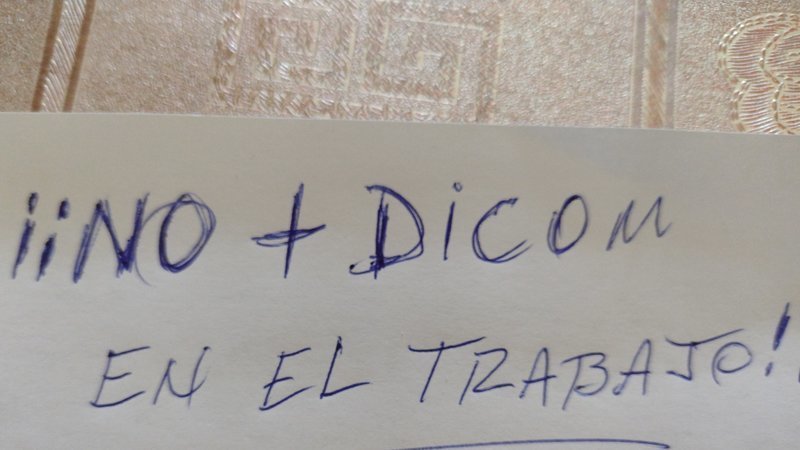 ¡¡NO + DiCOM
EN EL TRABAJO!!